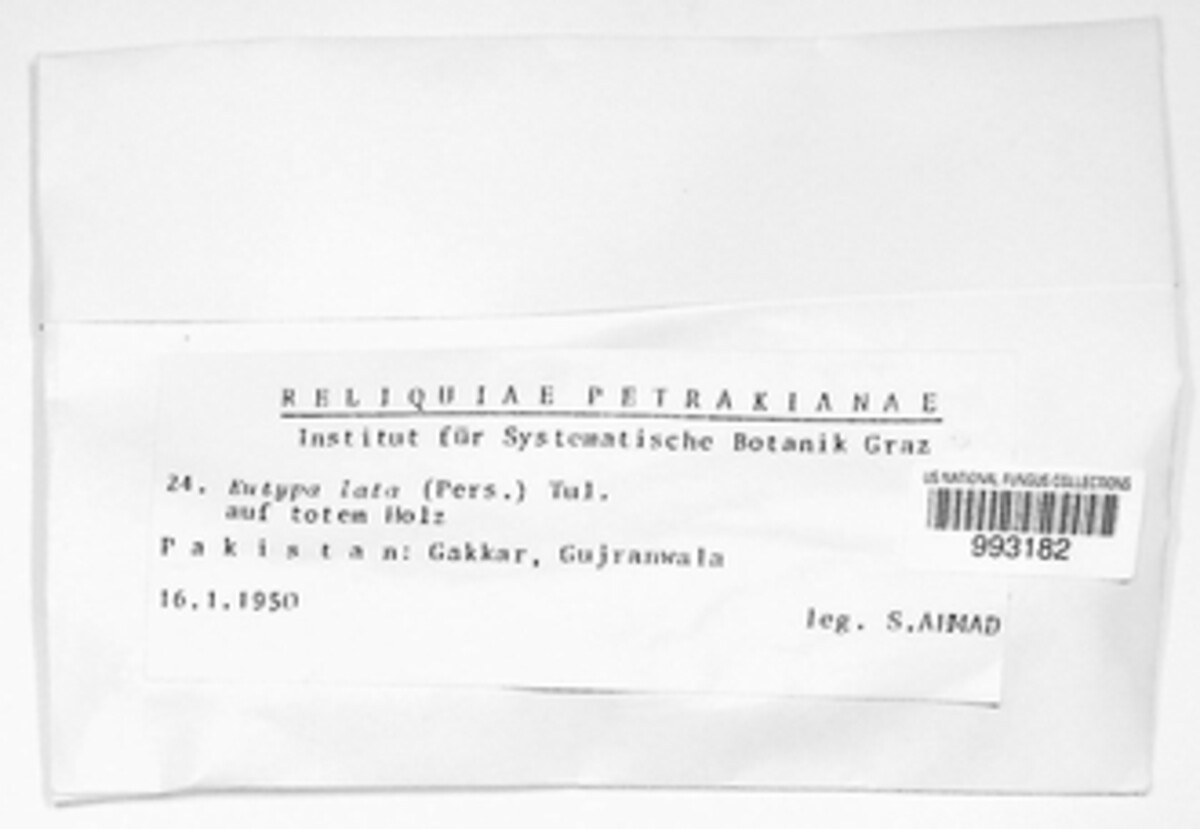 RELIQUIAE PETRAKIANAE
Institut für Systematische Botanik Graz
24. Eutypa lata (Pers.) Tul.
auf totem Holz
Pakistan: Gakkar, Gujranwala
16.1.1950
leg. S.AHMAD
US NATIONAL FUNGUS COLLECTIONS
993182